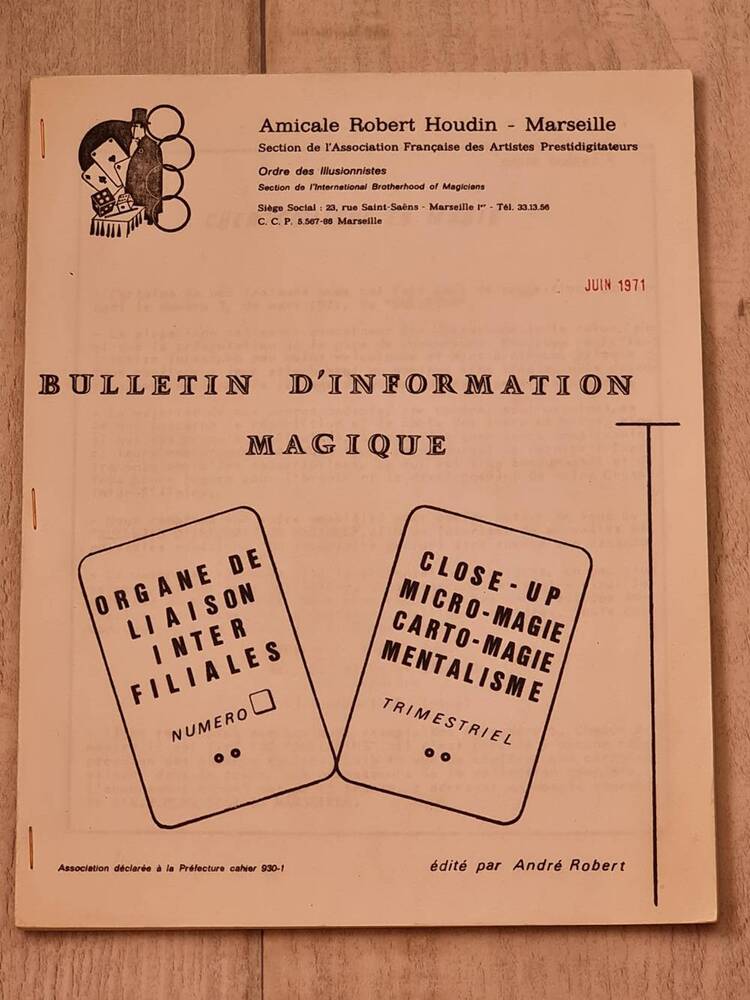 Amicale Robert Houdin - Marseille
Section de l'Association Française des Artistes Prestidigitateurs
Ordre des Illusionnistes
Section de l'International Brotherhood of Magicians
Siège Social : 23, rue Saint-Saëns - Marseille 1er - Tél. 33.13.56
C. C. P. 5.567-86 Marseille
JUIN 1971
BULLETIN D'INFORMATION
MAGIQUE
ORGANE DE
LIAISON
INTER
FILIALES
NUMERO
CLOSE-UP
MICRO-MAGIE
CARTO-MAGIE
MENTALISME
TRIMESTRIEL
Association déclarée à la Préfecture cahier 930-1
édité par André Robert